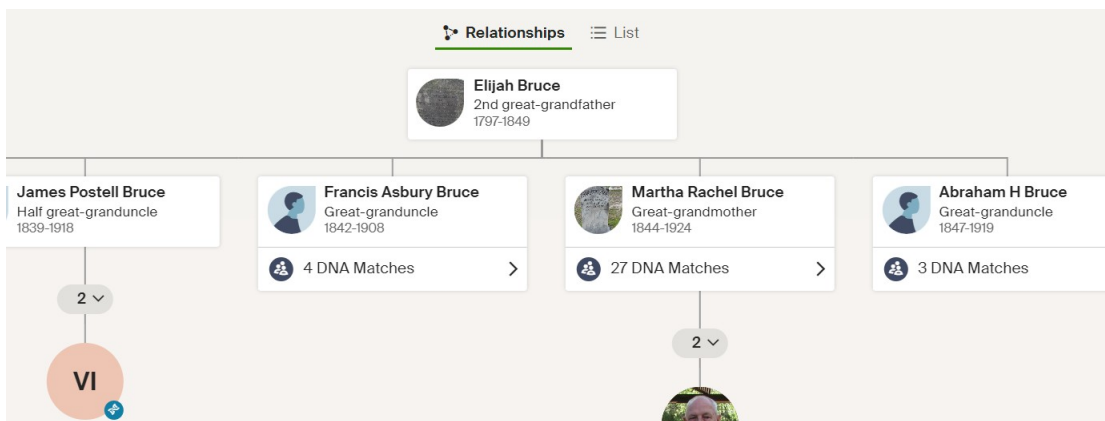 Relationships List
Elijah Bruce
2nd great-grandfather
1797-1849
James Postell Bruce
Half great-granduncle
1839-1918
Francis Asbury Bruce
Great-granduncle
1842-1908
4 DNA Matches
Martha Rachel Bruce
Great-grandmother
1844-1924
27 DNA Matches
Abraham H Bruce
Great-granduncle
1847-1919
3 DNA Matches
2
VI
2